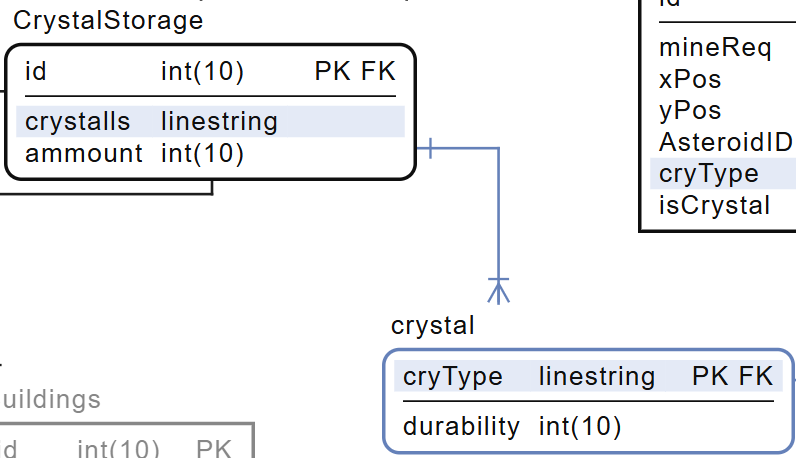 CrystalStorage
id int(10) PK FK
crystalls linestring
ammount int(10)
mineReq
xPos
yPos
AsteroidID
cryType
isCrystal
crystal
cryType linestring PK FK
durability int(10)
uildings
id int(10) PK